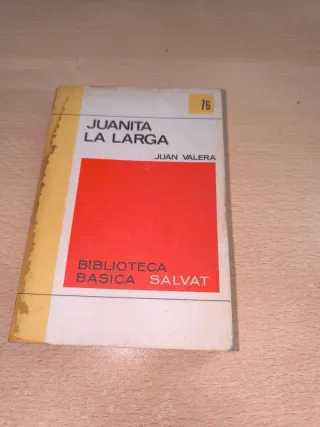 76
JUANITA
LA LARGA
JUAN VALERA
BIBLIOTECA
BASICA SALVAT